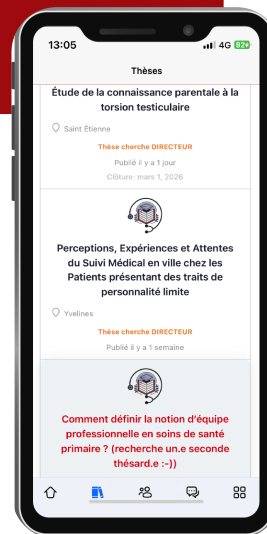 13:05
4G 92
Thèses
Étude de la connaissance parentale à la
torsion testiculaire
Saint Étienne
Thèse cherche DIRECTEUR
Publié il y a 1 jour
Clôture: mars 1, 2026
Perceptions, Expériences et Attentes
du Suivi Médical en ville chez les
Patients présentant des traits de
personnalité limite
Yvelines
Thèse cherche DIRECTEUR
Publié il y a 1 semaine
Comment définir la notion d'équipe
professionnelle en soins de santé
primaire ? (recherche un.e seconde
thésard.e :-))